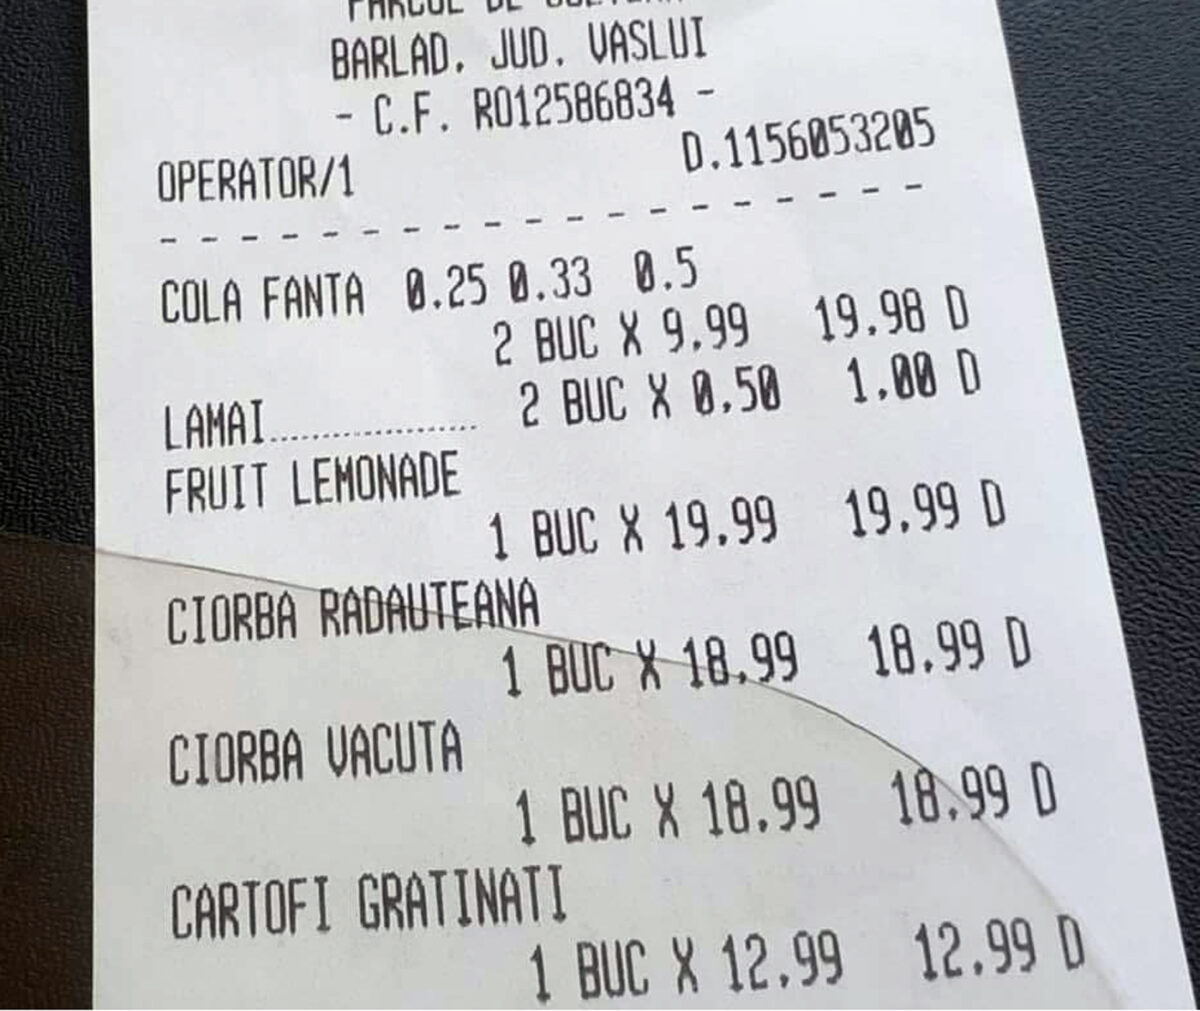 PARCUL DE
BARLAD, JUD. VASLUI
- C.F. RO12586834 -
OPERATOR/1 D.1156053205
- - - - - - - - - - - - - - - - - - -
COLA FANTA 0.25 0.33 0.5
2 BUC X 9.99 19.98 D
LAMAI.................... 2 BUC X 0.50 1.00 D
FRUIT LEMONADE
1 BUC X 19.99 19.99 D
CIORBA RADAUTEANA
1 BUC X 18.99 18.99 D
CIORBA VACUTA
1 BUC X 18.99 18.99 D
CARTOFI GRATINATI
1 BUC X 12.99 12.99 D